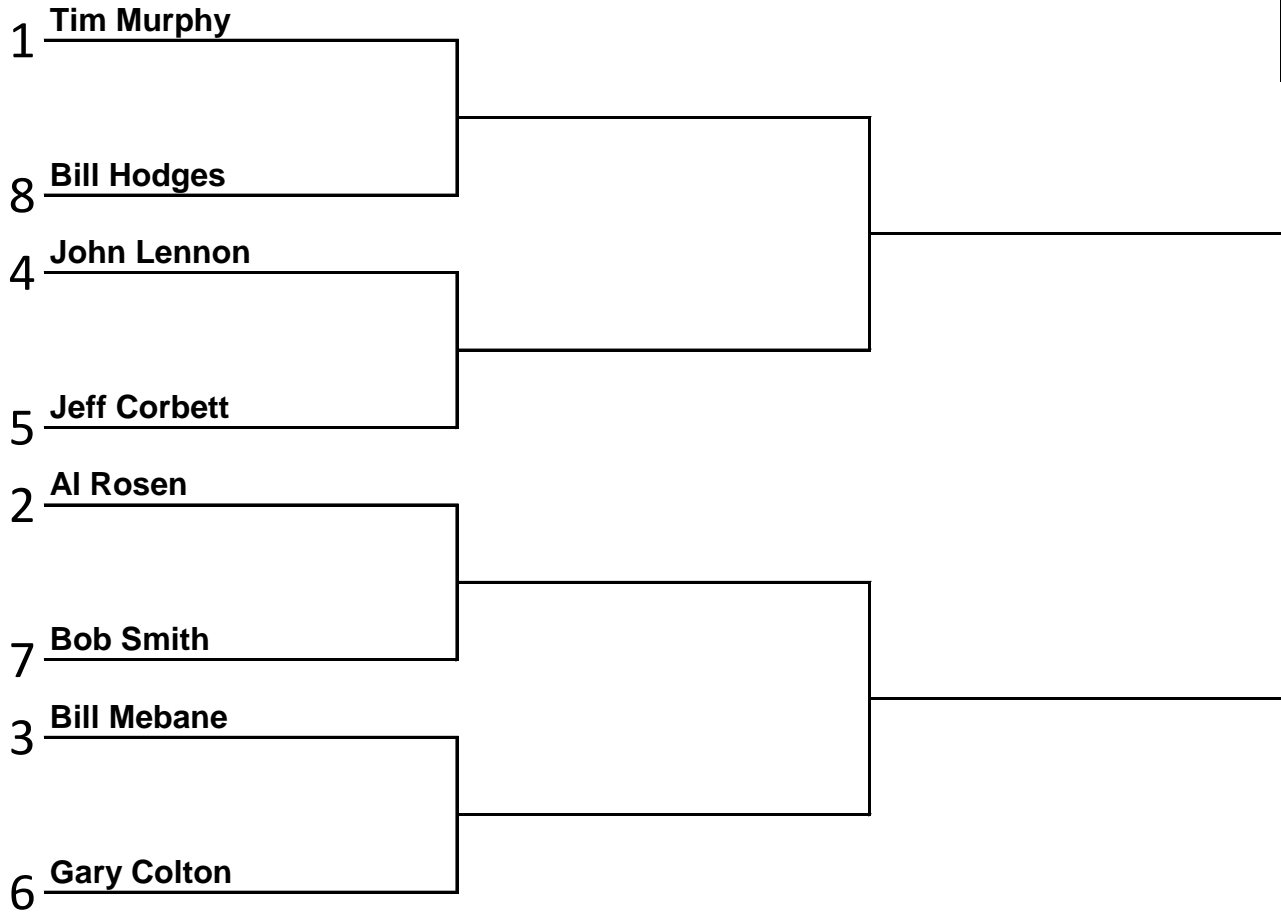 1 Tim Murphy
8 Bill Hodges
4 John Lennon
5 Jeff Corbett
2 Al Rosen
7 Bob Smith
3 Bill Mebane
6 Gary Colton